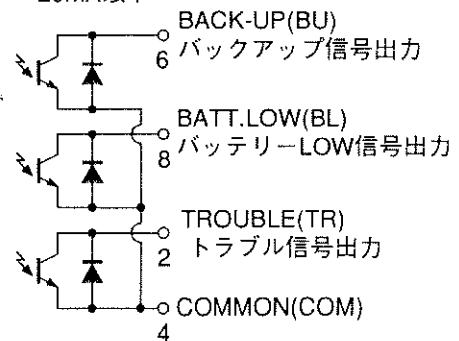 BACK-UP(BU)
6 バックアップ信号出力
BATT.LOW(BL)
8 バッテリーLOW信号出力
TROUBLE(TR)
2 トラブル信号出力
COMMON(COM)
4